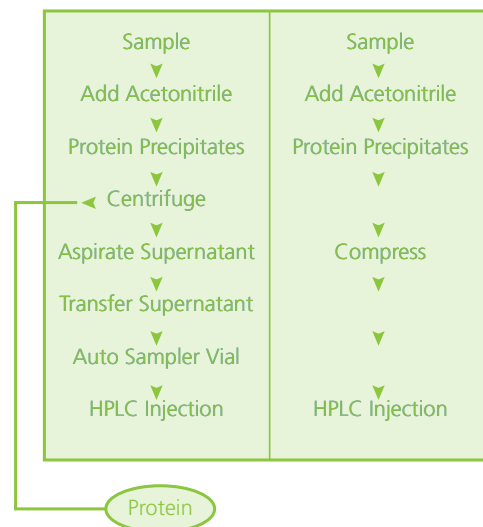 Sample
Add Acetonitrile
Protein Precipitates
Centrifuge
Aspirate Supernatant
Transfer Supernatant
Auto Sampler Vial
HPLC Injection
Sample
Add Acetonitrile
Protein Precipitates
Compress
HPLC Injection
Protein